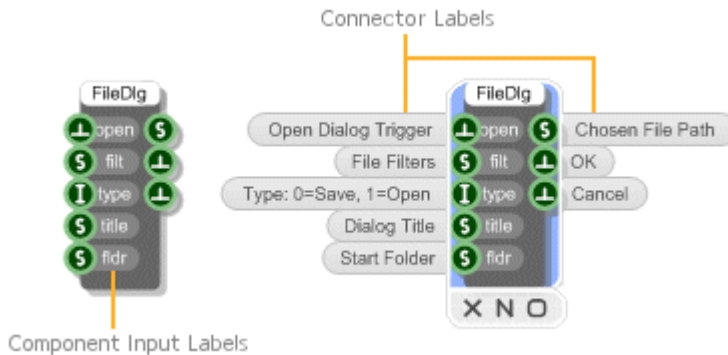 Connector Labels
FileDlg
open S
S filt
I type
S title
S fldr
Component Input Labels
FileDlg
Open Dialog Trigger open S Chosen File Path
File Filters S filt OK
Type: 0=Save, 1=Open I type Cancel
Dialog Title S title
Start Folder S fldr
X N O